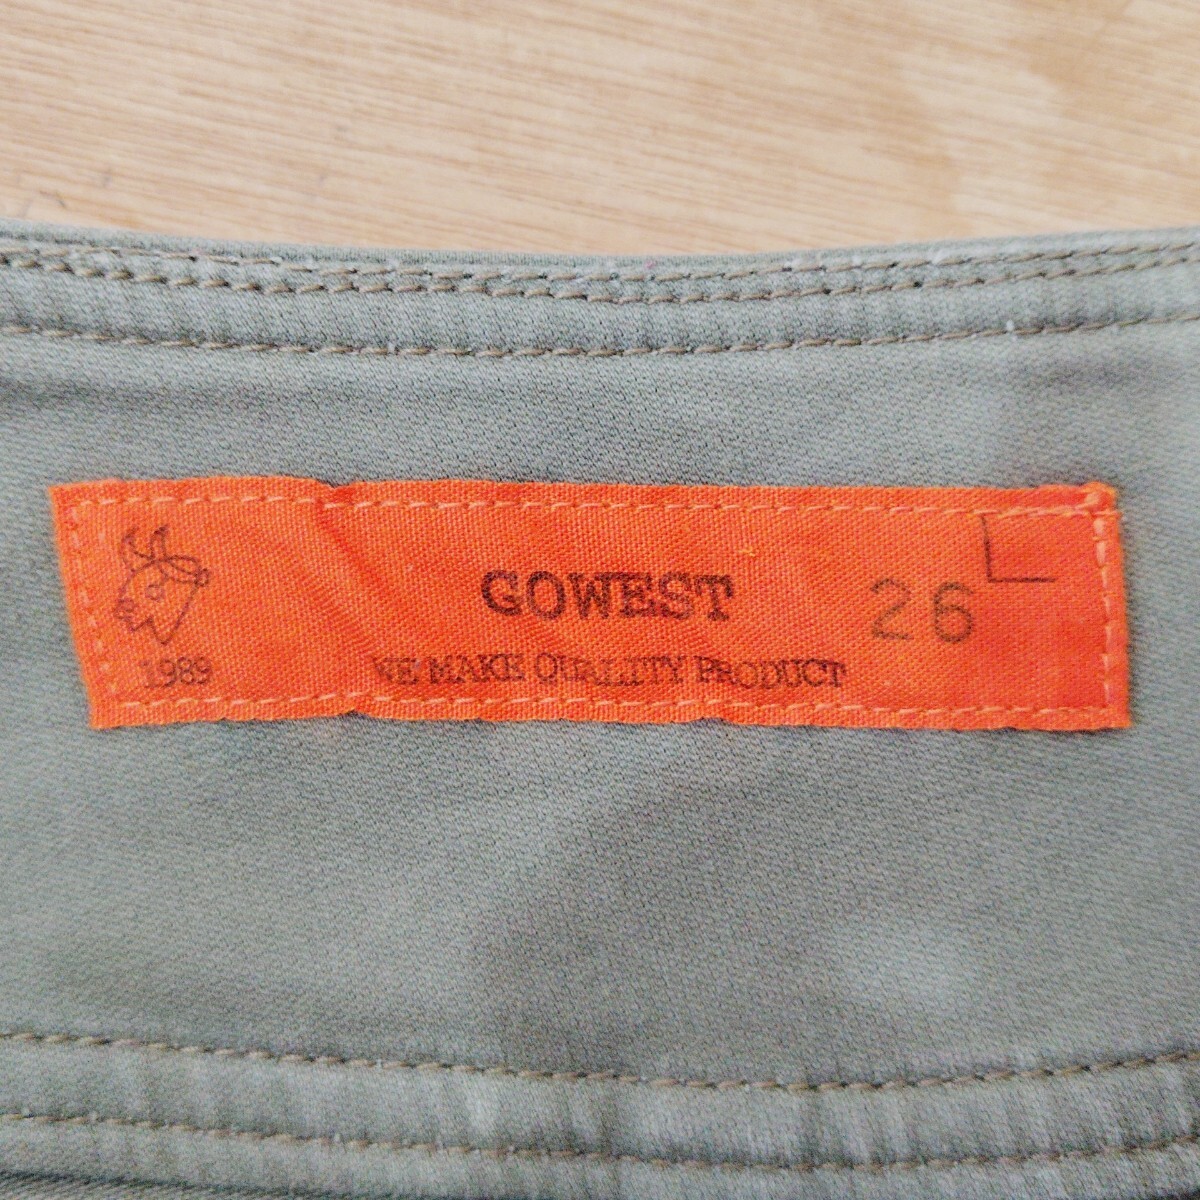 GOWEST
26
1989
WE MAKE QUALITY PRODUCT